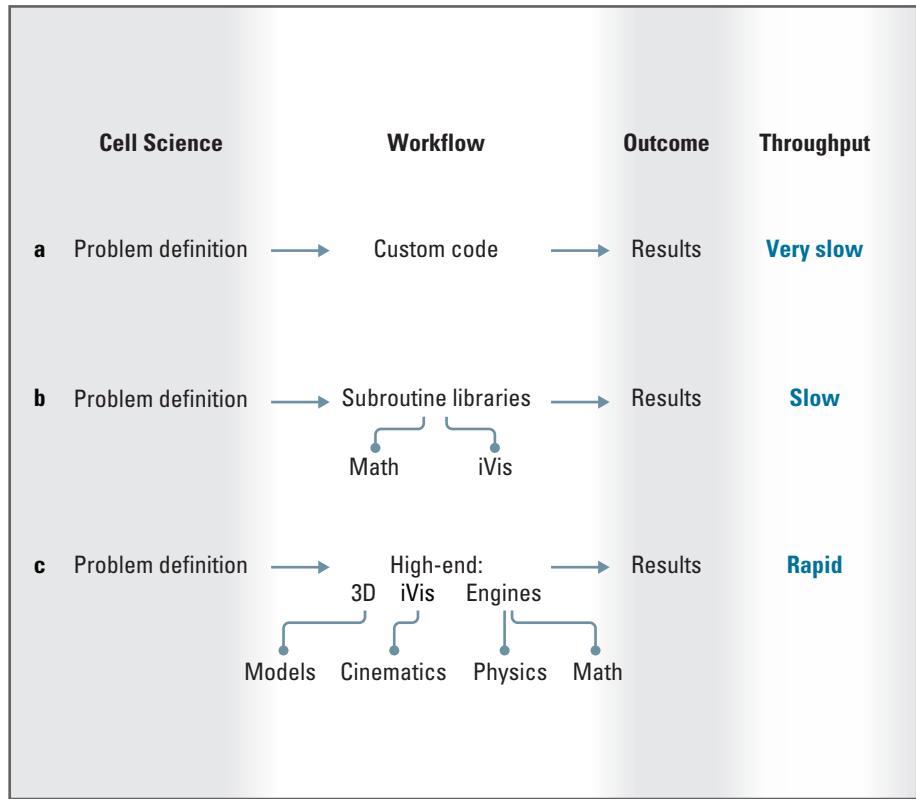 Cell Science Workflow Outcome Throughput
a Problem definition Custom code Results Very slow
b Problem definition Subroutine libraries Results Slow
Math iVis
c Problem definition High-end: Results Rapid
3D iVis Engines
Models Cinematics Physics Math